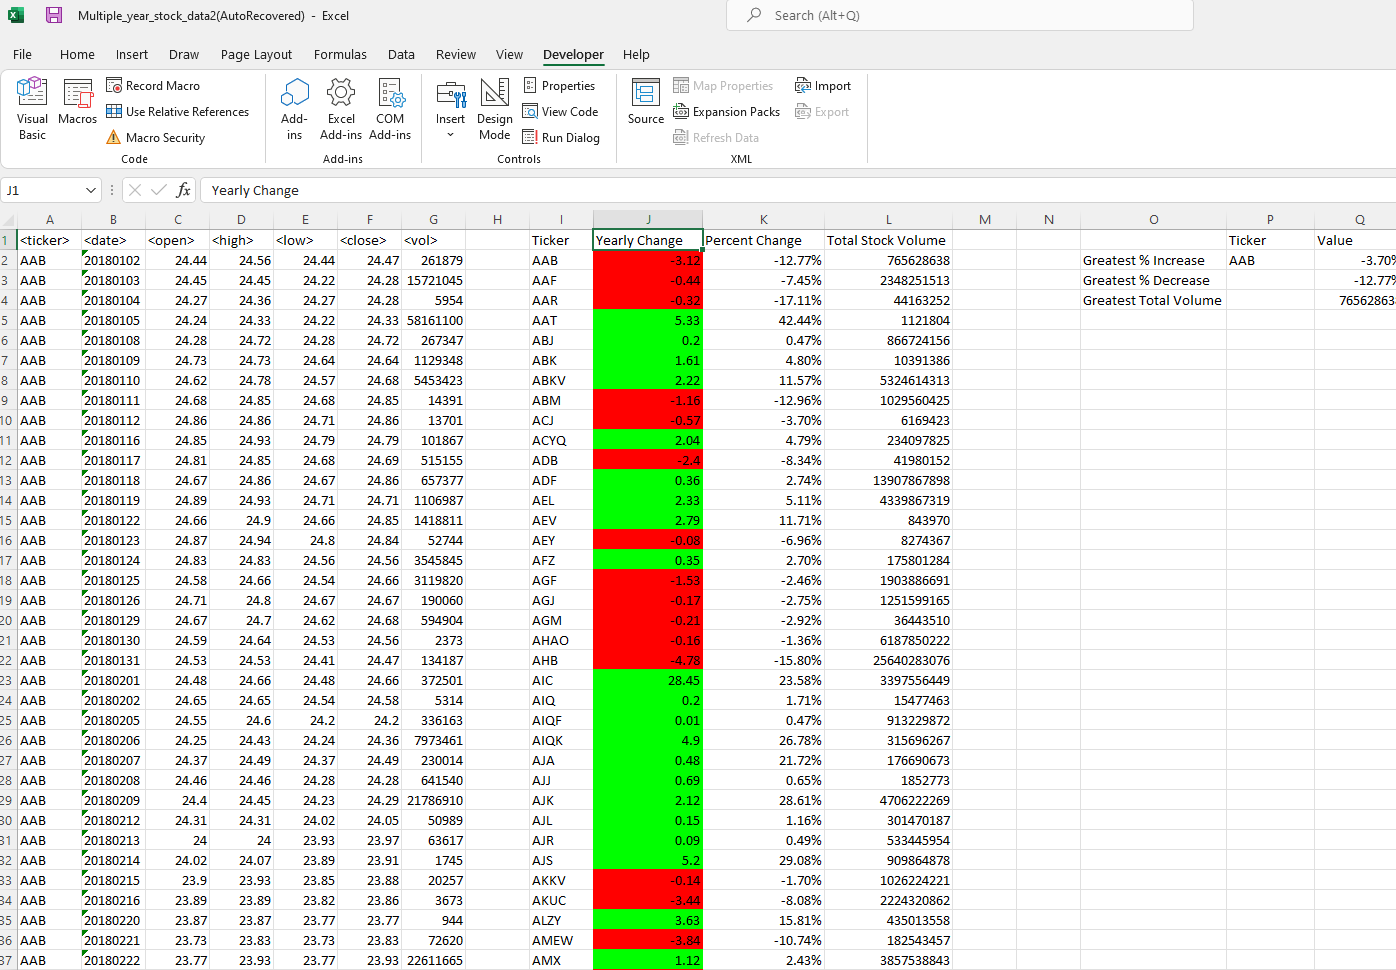 Multiple_year_stock_data2(AutoRecovered) - Excel
Search (Alt+Q)
File Home Insert Draw Page Layout Formulas Data Review View Developer Help
Visual Basic
Macros
Record Macro
Use Relative References
Macro Security
Code
Add-ins
Excel Add-ins
COM Add-ins
Add-ins
Insert
Design Mode
Properties
View Code
Run Dialog
Controls
Source
Map Properties
Expansion Packs
Refresh Data
Import
Export
XML
J1 fx Yearly Change
A B C D E F G H I J K L M N O P Q
1 <ticker> <date> <open> <high> <low> <close> <vol> Ticker Yearly Change Percent Change Total Stock Volume Ticker Value
2 AAB 20180102 24.44 24.56 24.44 24.47 261879 AAB -3.12 -12.77% 765628638 Greatest % Increase AAB -3.70%
3 AAB 20180103 24.45 24.45 24.22 24.28 15721045 AAF -0.44 -7.45% 2348251513 Greatest % Decrease -12.77%
4 AAB 20180104 24.27 24.36 24.27 24.28 5954 AAR -0.32 -17.11% 44163252 Greatest Total Volume 765628638
5 AAB 20180105 24.24 24.33 24.22 24.33 58161100 AAT 5.33 42.44% 1121804
6 AAB 20180108 24.28 24.72 24.28 24.72 267347 ABJ 0.2 0.47% 866724156
7 AAB 20180109 24.73 24.73 24.64 24.64 1129348 ABK 1.61 4.80% 10391386
8 AAB 20180110 24.62 24.78 24.57 24.68 5453423 ABKV 2.22 11.57% 5324614313
9 AAB 20180111 24.68 24.85 24.68 24.85 14391 ABM -1.16 -12.96% 1029560425
10 AAB 20180112 24.86 24.86 24.71 24.86 13701 ACJ -0.57 -3.70% 6169423
11 AAB 20180116 24.85 24.93 24.79 24.79 101867 ACYQ 2.04 4.79% 234097825
12 AAB 20180117 24.81 24.85 24.68 24.69 515155 ADB -2.4 -8.34% 41980152
13 AAB 20180118 24.67 24.86 24.67 24.86 657377 ADF 0.36 2.74% 13907867898
14 AAB 20180119 24.89 24.93 24.71 24.71 1106987 AEL 2.33 5.11% 4339867319
15 AAB 20180122 24.66 24.9 24.66 24.85 1418811 AEV 2.79 11.71% 843970
16 AAB 20180123 24.87 24.94 24.8 24.84 52744 AEY -0.08 -6.96% 8274367
17 AAB 20180124 24.83 24.83 24.56 24.56 3545845 AFZ 0.35 2.70% 175801284
18 AAB 20180125 24.58 24.66 24.54 24.66 3119820 AGF -1.53 -2.46% 1903886691
19 AAB 20180126 24.71 24.8 24.67 24.67 190060 AGJ -0.17 -2.75% 1251599165
20 AAB 20180129 24.67 24.7 24.62 24.68 594904 AGM -0.21 -2.92% 36443510
21 AAB 20180130 24.59 24.64 24.53 24.56 2373 AHAO -0.16 -1.36% 6187850222
22 AAB 20180131 24.53 24.53 24.41 24.47 134187 AHB -4.78 -15.80% 25640283076
23 AAB 20180201 24.48 24.66 24.48 24.66 372501 AIC 28.45 23.58% 3397556449
24 AAB 20180202 24.65 24.65 24.54 24.58 5314 AIQ 0.2 1.71% 15477463
25 AAB 20180205 24.55 24.6 24.2 24.2 336163 AIQF 0.01 0.47% 913229872
26 AAB 20180206 24.25 24.43 24.24 24.36 7973461 AIQK 4.9 26.78% 315696267
27 AAB 20180207 24.37 24.49 24.37 24.49 230014 AJA 0.48 21.72% 176690673
28 AAB 20180208 24.46 24.46 24.28 24.28 641540 AJJ 0.69 0.65% 1852773
29 AAB 20180209 24.4 24.45 24.23 24.29 21786910 AJK 2.12 28.61% 4706222269
30 AAB 20180212 24.31 24.31 24.02 24.05 50989 AJL 0.15 1.16% 301470187
31 AAB 20180213 24 24 23.93 23.97 63617 AJR 0.09 0.49% 533445954
32 AAB 20180214 24.02 24.07 23.89 23.91 1745 AJS 5.2 29.08% 909864878
33 AAB 20180215 23.9 23.93 23.85 23.88 20257 AKKV -0.14 -1.70% 1026224221
34 AAB 20180216 23.89 23.89 23.82 23.86 3673 AKUC -3.44 -8.08% 2224320862
35 AAB 20180220 23.87 23.87 23.77 23.77 944 ALZY 3.63 15.81% 435013558
36 AAB 20180221 23.73 23.83 23.73 23.83 72620 AMEW -3.84 -10.74% 182543457
37 AAB 20180222 23.77 23.93 23.77 23.93 22611665 AMX 1.12 2.43% 3857538843